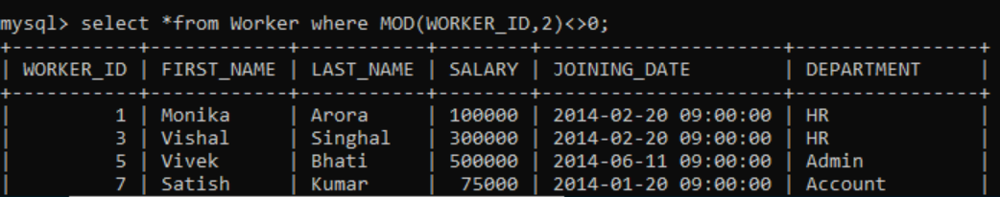 mysql> select *from Worker where MOD(WORKER_ID,2)<>0;
+-----------+------------+-----------+--------+---------------------+----------------+
| WORKER_ID | FIRST_NAME | LAST_NAME | SALARY | JOINING_DATE | DEPARTMENT |
+-----------+------------+-----------+--------+---------------------+----------------+
| 1 | Monika | Arora | 100000 | 2014-02-20 09:00:00 | HR |
| 3 | Vishal | Singhal | 300000 | 2014-02-20 09:00:00 | HR |
| 5 | Vivek | Bhati | 500000 | 2014-06-11 09:00:00 | Admin |
| 7 | Satish | Kumar | 75000 | 2014-01-20 09:00:00 | Account |